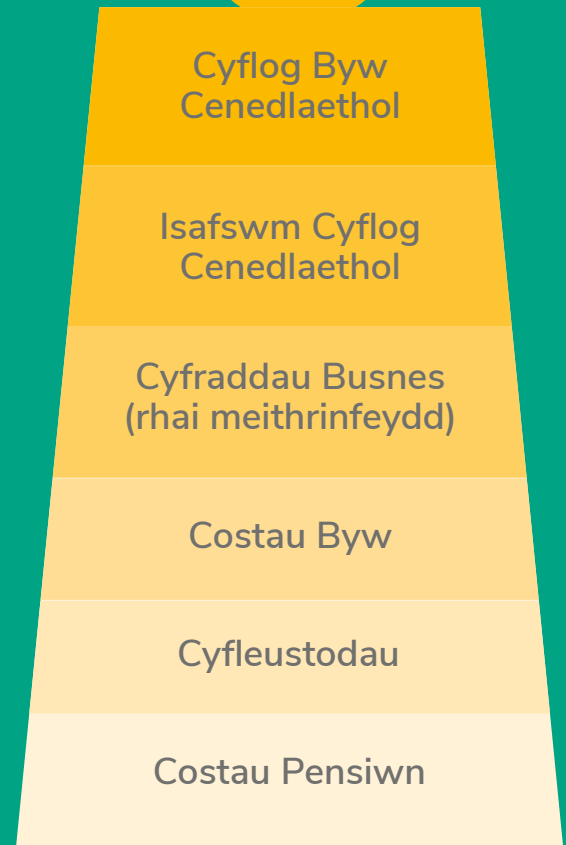 Cyflog Byw
Cenedlaethol
Isafswm Cyflog
Cenedlaethol
Cyfraddau Busnes
(rhai meithrinfeydd)
Costau Byw
Cyfleustodau
Costau Pensiwn